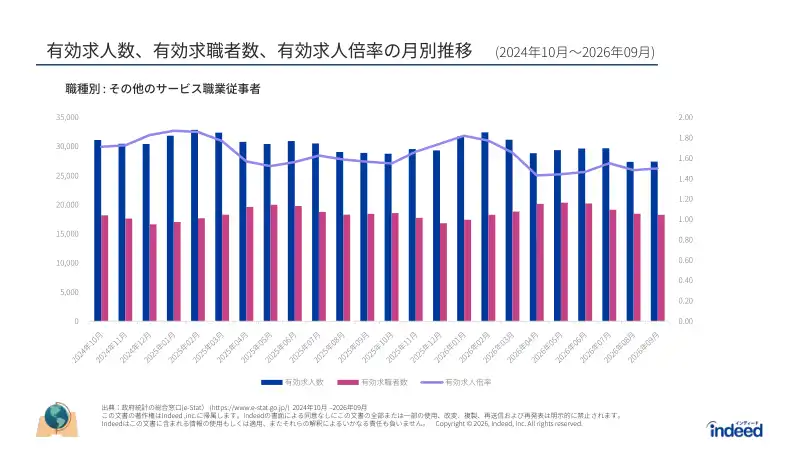 有効求人数、有効求職者数、有効求人倍率の月別推移 (2024年10月～2026年09月)
職種別 : その他のサービス職業従事者
35,000
30,000
25,000
20,000
15,000
10,000
5,000
0
2.00
1.80
1.60
1.40
1.20
1.00
0.80
0.60
0.40
0.20
0.00
2024年10月 2024年11月 2024年12月 2025年01月 2025年02月 2025年03月 2025年04月 2025年05月 2025年06月 2025年07月 2025年08月 2025年09月 2025年10月 2025年11月 2025年12月 2026年01月 2026年02月 2026年03月 2026年04月 2026年05月 2026年06月 2026年07月 2026年08月 2026年09月
有効求人数 有効求職者数 有効求人倍率
出典：政府統計の総合窓口(e-Stat) (https://www.e-stat.go.jp/) 2024年10月 –2026年09月
この文書の著作権はIndeed ,Inc.に帰属します。Indeedの書面による同意なしにこの文書の全部または一部の使用、改変、複製、再送信および再発表は明示的に禁止されます。
Indeedはこの文書に含まれる情報の使用もしくは適用、またそれらの解釈によるいかなる責任も負いません。 Copyright © 2026, Indeed, Inc. All rights reserved.
インディード
indeed